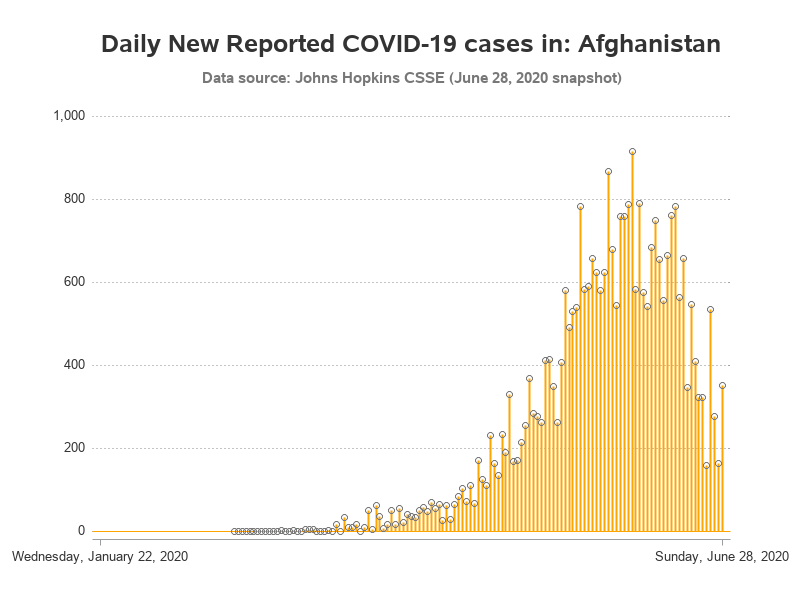 Daily New Reported COVID-19 cases in: Afghanistan
Data source: Johns Hopkins CSSE (June 28, 2020 snapshot)
1,000
800
600
400
200
0
Wednesday, January 22, 2020
Sunday, June 28, 2020